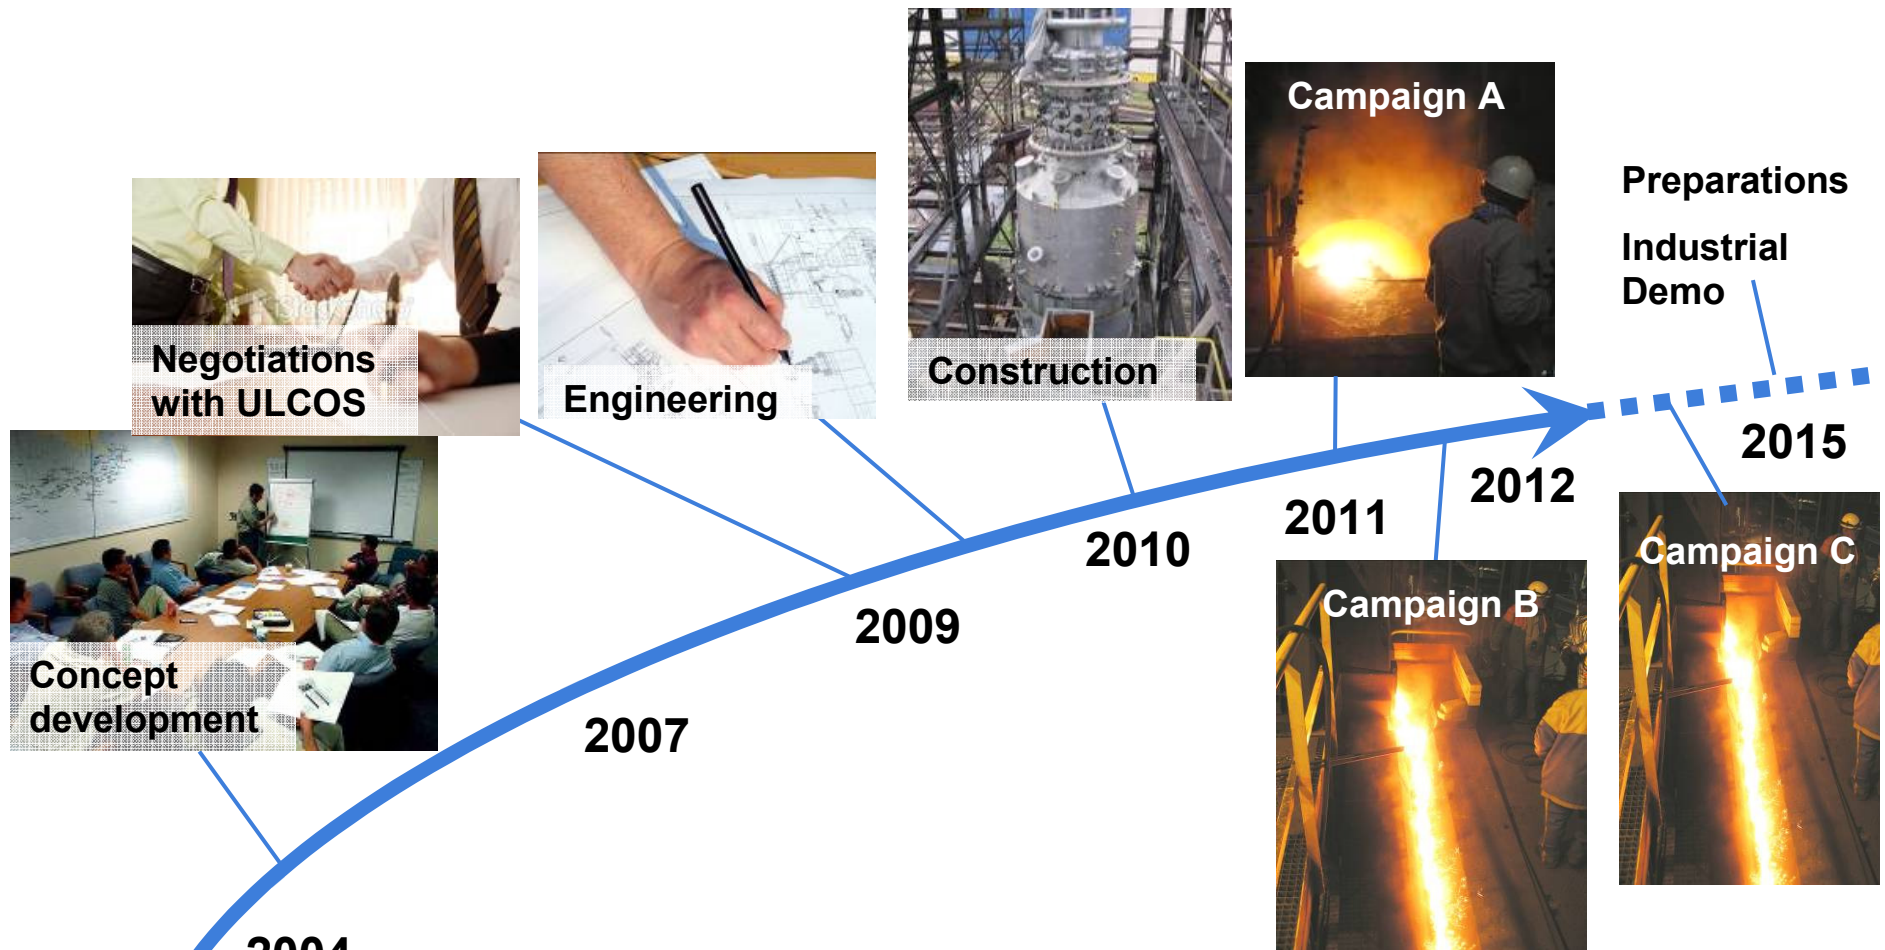 Campaign A
Preparations
Industrial
Demo
Negotiations
with ULCOS
Engineering
Construction
2015
2012
2011
2010
Campaign C
Campaign B
2009
Concept
development
2007
2004